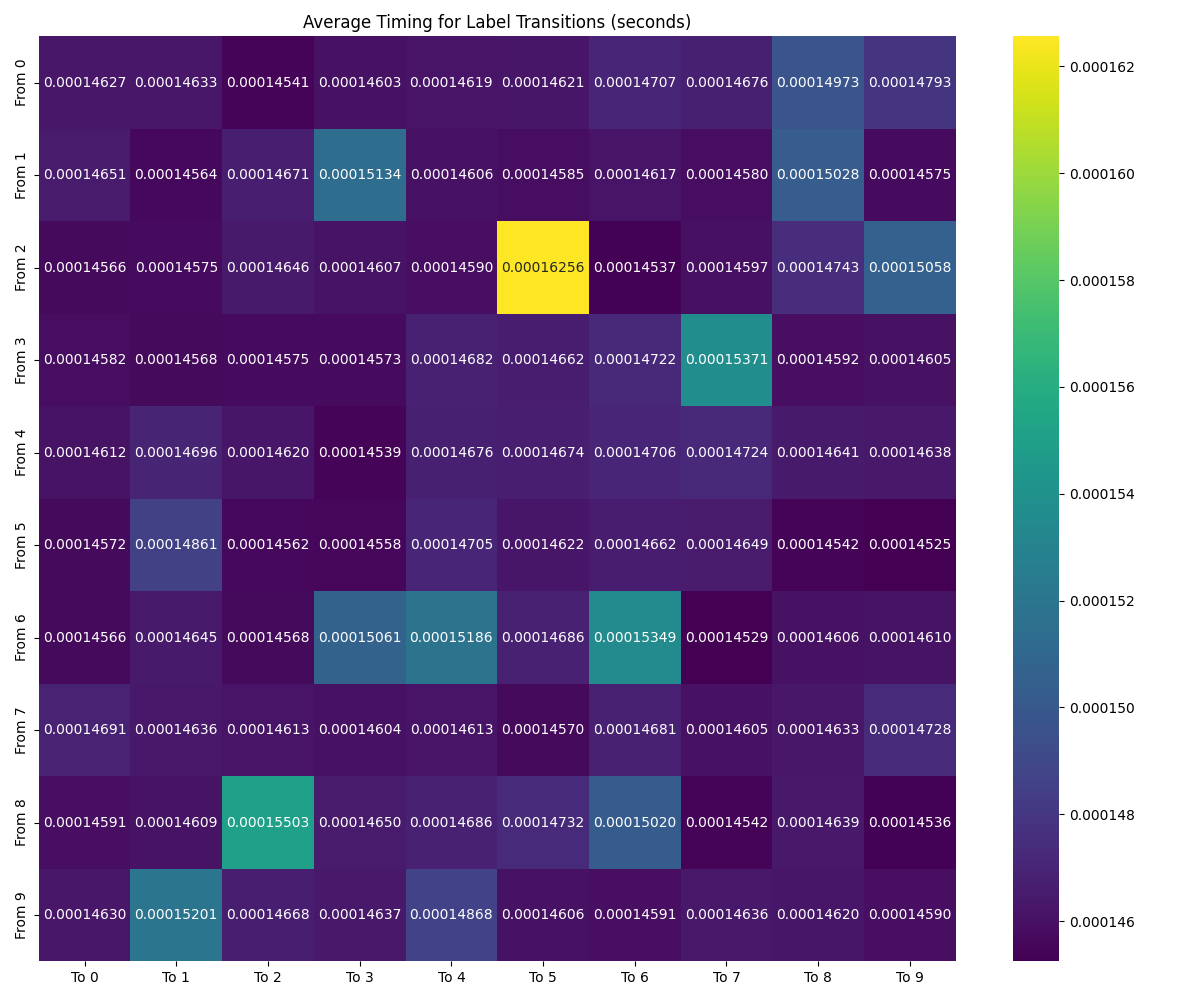 Average Timing for Label Transitions (seconds)
From 0 0.00014627 0.00014633 0.00014541 0.00014603 0.00014619 0.00014621 0.00014707 0.00014676 0.00014973 0.00014793
From 1 0.00014651 0.00014564 0.00014671 0.00015134 0.00014606 0.00014585 0.00014617 0.00014580 0.00015028 0.00014575
From 2 0.00014566 0.00014575 0.00014646 0.00014607 0.00014590 0.00016256 0.00014537 0.00014597 0.00014743 0.00015058
From 3 0.00014582 0.00014568 0.00014575 0.00014573 0.00014682 0.00014662 0.00014722 0.00015371 0.00014592 0.00014605
From 4 0.00014612 0.00014696 0.00014620 0.00014539 0.00014676 0.00014674 0.00014706 0.00014724 0.00014641 0.00014638
From 5 0.00014572 0.00014861 0.00014562 0.00014558 0.00014705 0.00014622 0.00014662 0.00014649 0.00014542 0.00014525
From 6 0.00014566 0.00014645 0.00014568 0.00015061 0.00015186 0.00014686 0.00015349 0.00014529 0.00014606 0.00014610
From 7 0.00014691 0.00014636 0.00014613 0.00014604 0.00014613 0.00014570 0.00014681 0.00014605 0.00014633 0.00014728
From 8 0.00014591 0.00014609 0.00015503 0.00014650 0.00014686 0.00014732 0.00015020 0.00014542 0.00014639 0.00014536
From 9 0.00014630 0.00015201 0.00014668 0.00014637 0.00014868 0.00014606 0.00014591 0.00014636 0.00014620 0.00014590
To 0 To 1 To 2 To 3 To 4 To 5 To 6 To 7 To 8 To 9
0.000162
0.000160
0.000158
0.000156
0.000154
0.000152
0.000150
0.000148
0.000146